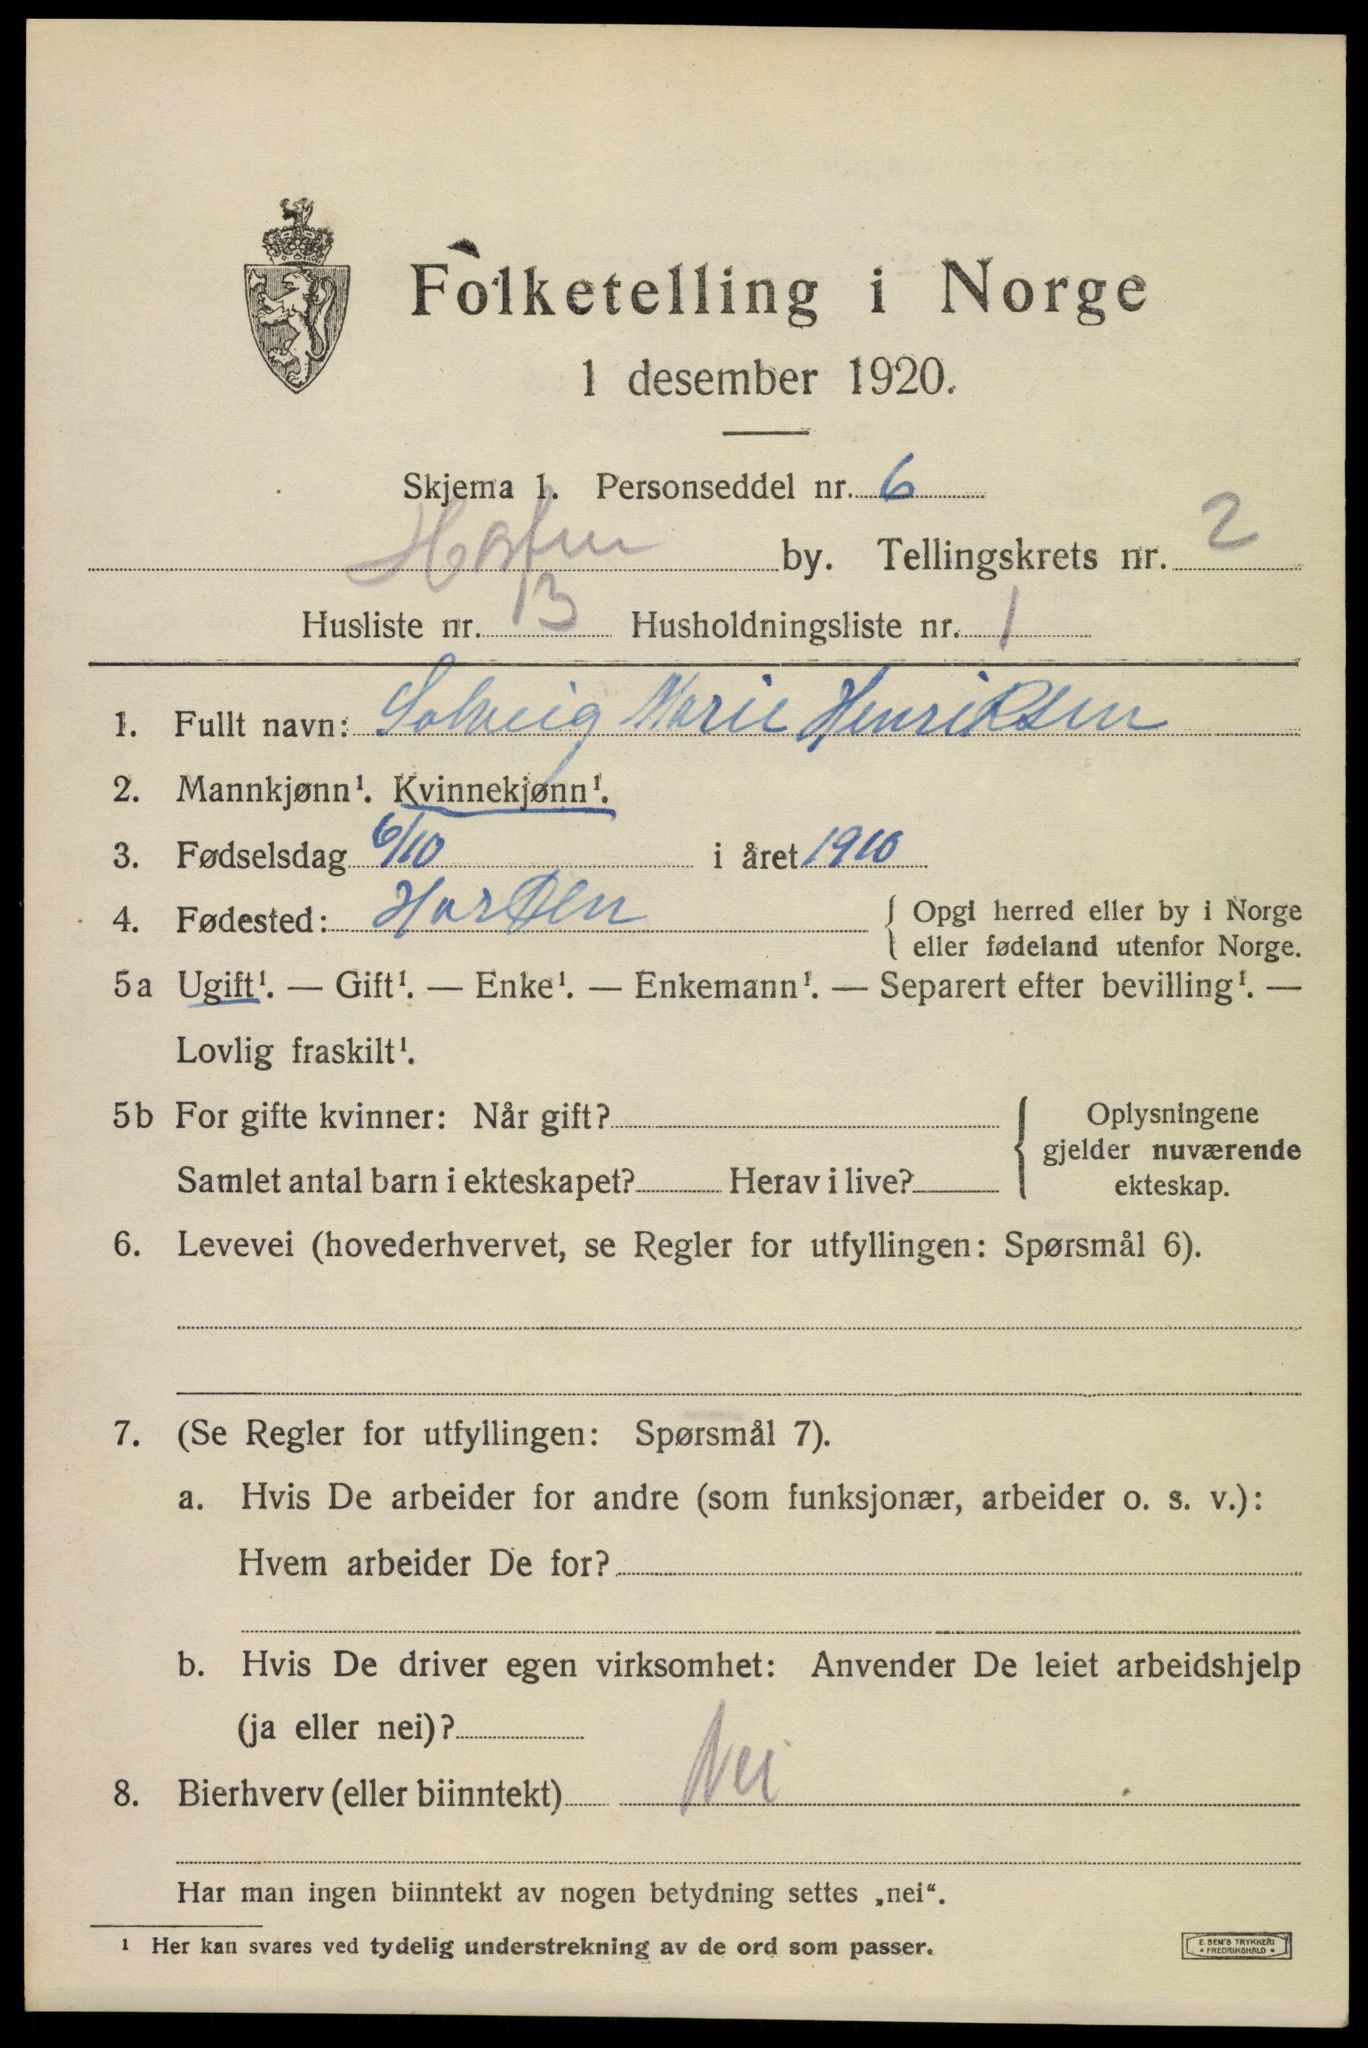 Folketelling i Norge
1 desember 1920.
Skjema 1. Personseddel nr. 6
Horten by. Tellingskrets nr. 2
Husliste nr. 13 Husholdningsliste nr. 1
1. Fullt navn: Solveig Marie Henriksen
2. Mannkjønn¹. Kvinnekjønn¹.
3. Fødselsdag 6/10 i året 1910
4. Fødested: Horten { Opgi herred eller by i Norge
eller fødeland utenfor Norge.
5a Ugift¹. — Gift¹. — Enke¹. — Enkemann¹. — Separert efter bevilling¹. —
Lovlig fraskilt¹.
5b For gifte kvinner: Når gift? { Oplysningene
gjelder nuværende
Samlet antal barn i ekteskapet? Herav i live? ekteskap.
6. Levevei (hovederhvervet, se Regler for utfyllingen: Spørsmål 6).
7. (Se Regler for utfyllingen: Spørsmål 7).
a. Hvis De arbeider for andre (som funksjonær, arbeider o. s. v.):
Hvem arbeider De for?
b. Hvis De driver egen virksomhet: Anvender De leiet arbeidshjelp
(ja eller nei)?
8. Bierhverv (eller biinntekt) Nei
Har man ingen biinntekt av nogen betydning settes „nei“.
¹ Her kan svares ved tydelig understrekning av de ord som passer.
E. SEM'S TRYKKERI
* FREDRIKSHALD *